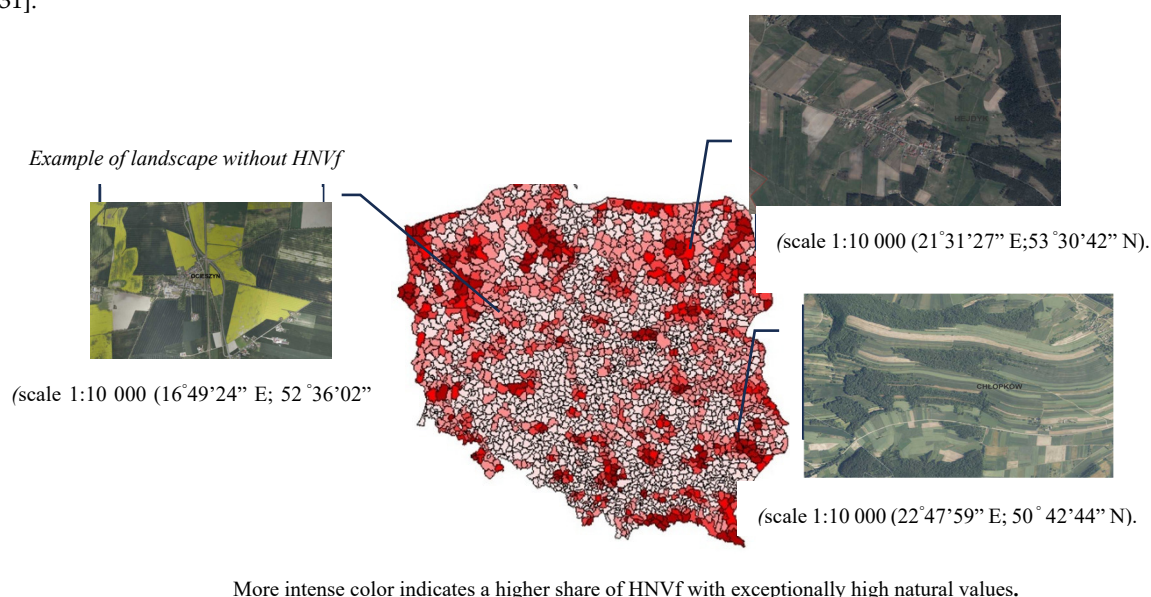 31].
Example of landscape without HNVf
OCIESZYN
(scale 1:10 000 (16°49’24” E; 52 °36’02”
(scale 1:10 000 (21°31’27” E;53 °30’42” N).
CHŁOPKÓW
(scale 1:10 000 (22°47’59” E; 50 ° 42’44” N).
More intense color indicates a higher share of HNVf with exceptionally high natural values.